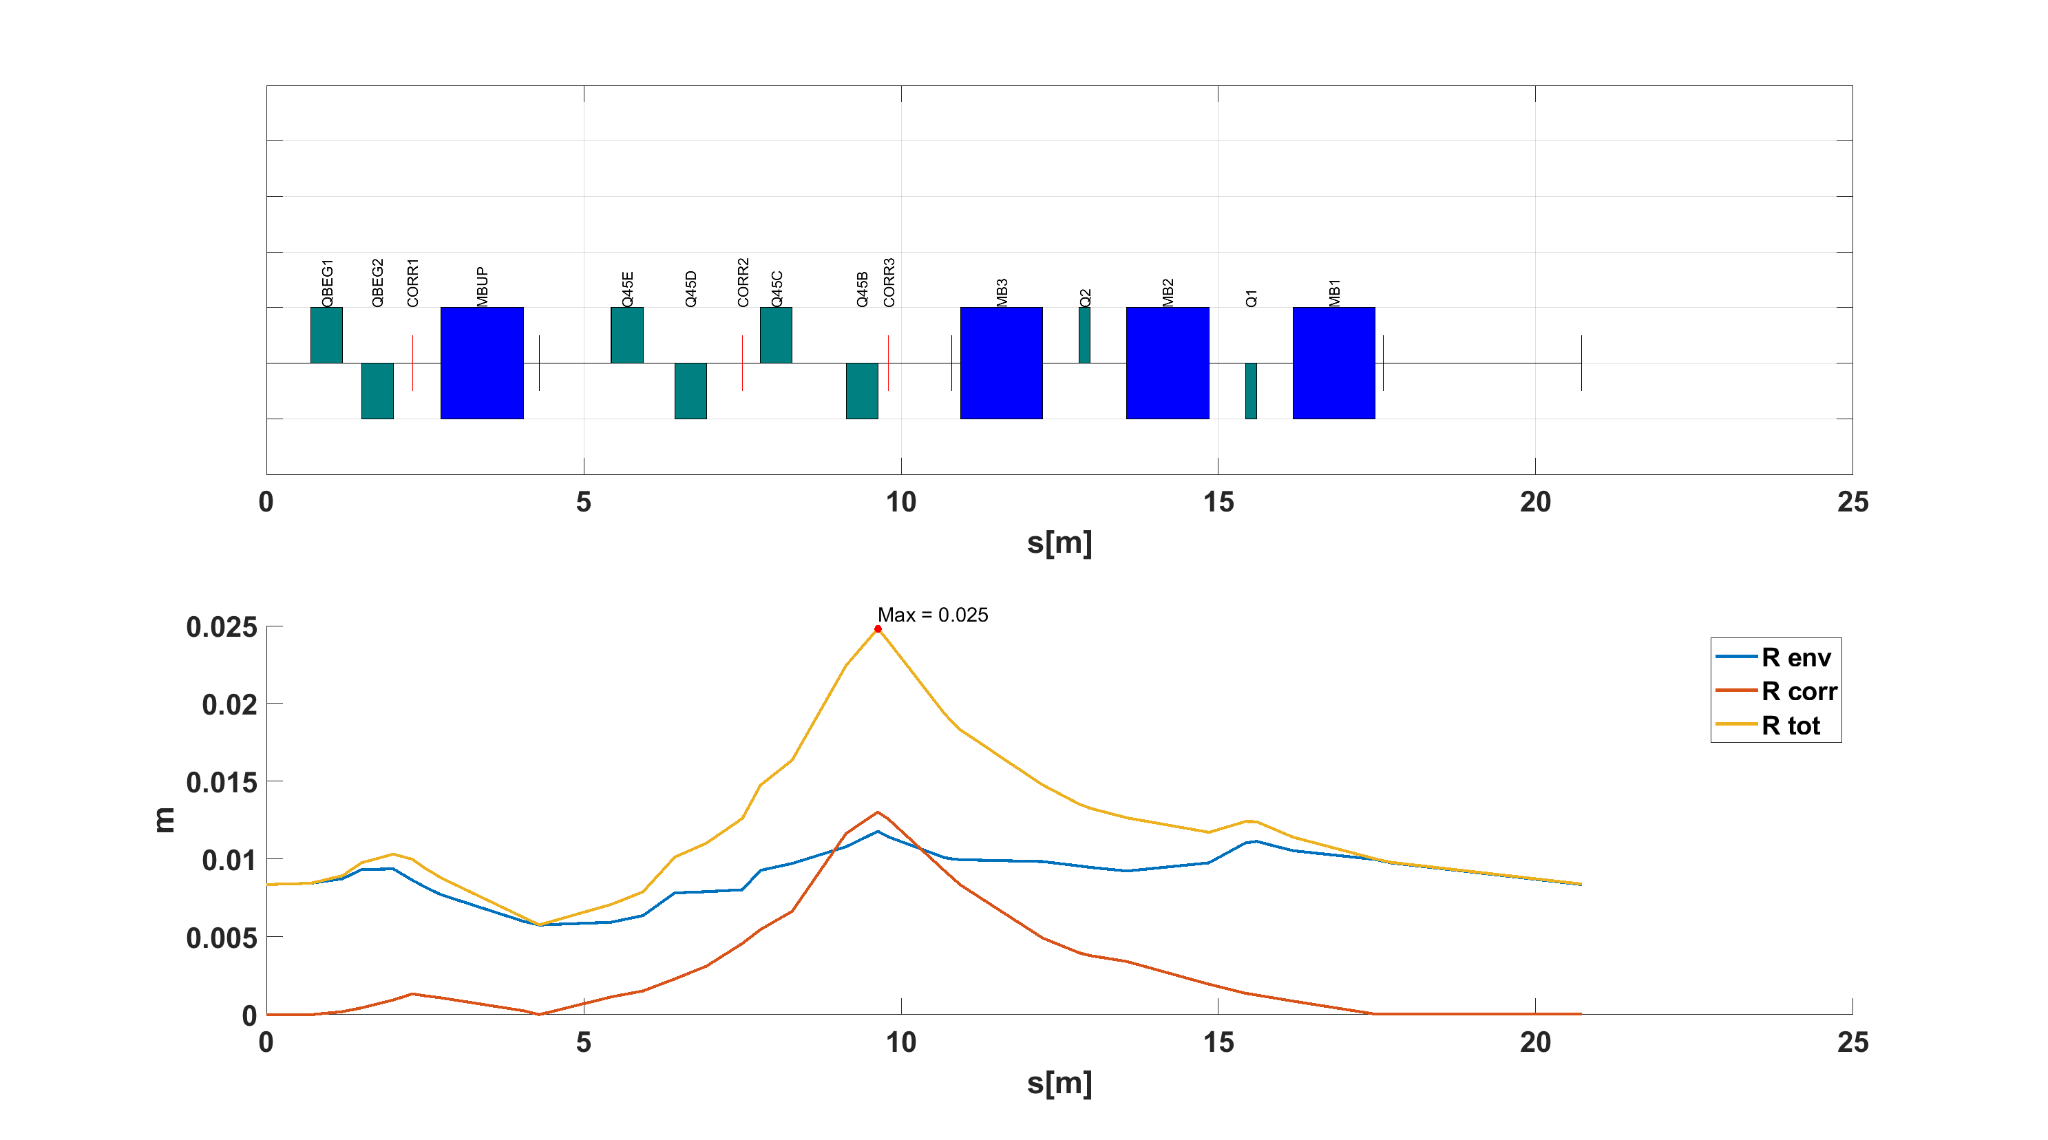 QBEG1
QBEG2
CORR1
MBUP
Q45E
Q45D
CORR2
Q45C
Q45B
CORR3
MB3
Q2
MB2
Q1
MB1
0 5 10 15 20 25
s[m]
Max = 0.025
0.025
0.02
0.015
0.01
0.005
0
m
R env
R corr
R tot
0 5 10 15 20 25
s[m]